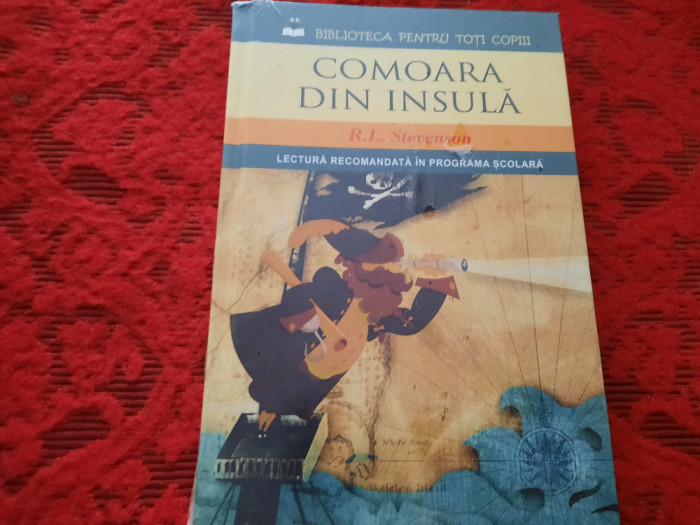 BIBLIOTECA PENTRU TOȚI COPIII
COMOARA
DIN INSULĂ
R.L. Stevenson
LECTURĂ RECOMANDATĂ ÎN PROGRAMA ȘCOLARĂ